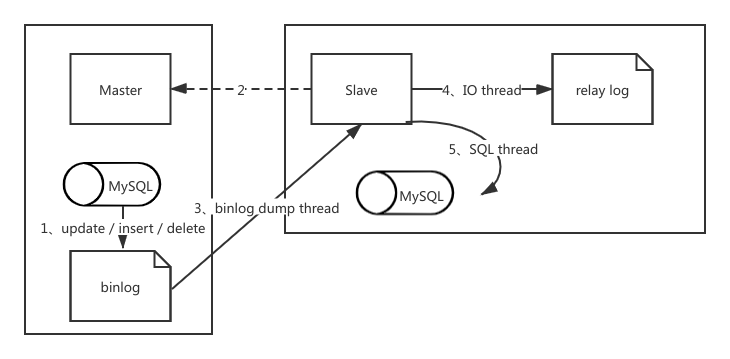 Master
2
Slave
4、IO thread
relay log
5、SQL thread
MySQL
MySQL
3、binlog dump thread
1、update / insert / delete
binlog